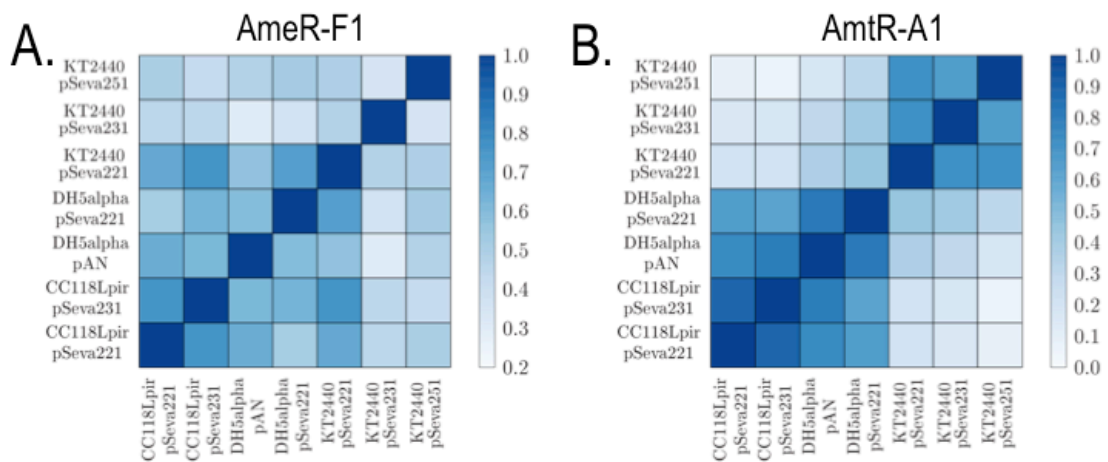 A.
AmeR-F1
KT2440
pSeva251
KT2440
pSeva231
KT2440
pSeva221
DH5alpha
pSeva221
DH5alpha
pAN
CC118Lpir
pSeva231
CC118Lpir
pSeva221
1.0
0.9
0.8
0.7
0.6
0.5
0.4
0.3
0.2
CC118Lpir
pSeva221
CC118Lpir
pSeva231
DH5alpha
pAN
DH5alpha
pSeva221
KT2440
pSeva221
KT2440
pSeva231
KT2440
pSeva251
B.
AmtR-A1
KT2440
pSeva251
KT2440
pSeva231
KT2440
pSeva221
DH5alpha
pSeva221
DH5alpha
pAN
CC118Lpir
pSeva231
CC118Lpir
pSeva221
1.0
0.9
0.8
0.7
0.6
0.5
0.4
0.3
0.2
0.1
0.0
CC118Lpir
pSeva221
CC118Lpir
pSeva231
DH5alpha
pAN
DH5alpha
pSeva221
KT2440
pSeva221
KT2440
pSeva231
KT2440
pSeva251